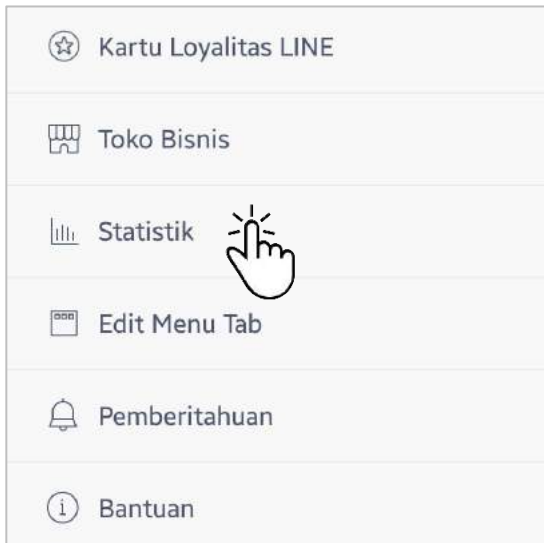 Kartu Loyalitas LINE
Toko Bisnis
Statistik
Edit Menu Tab
Pemberitahuan
Bantuan